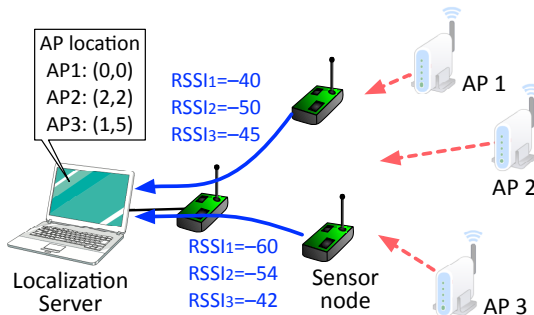 AP location
AP1: (0,0)
AP2: (2,2)
AP3: (1,5)
RSSI1=−40
RSSI2=−50
RSSI3=−45
AP 1
AP 2
RSSI1=−60
RSSI2=−54
RSSI3=−42
Localization
Server
Sensor
node
AP 3